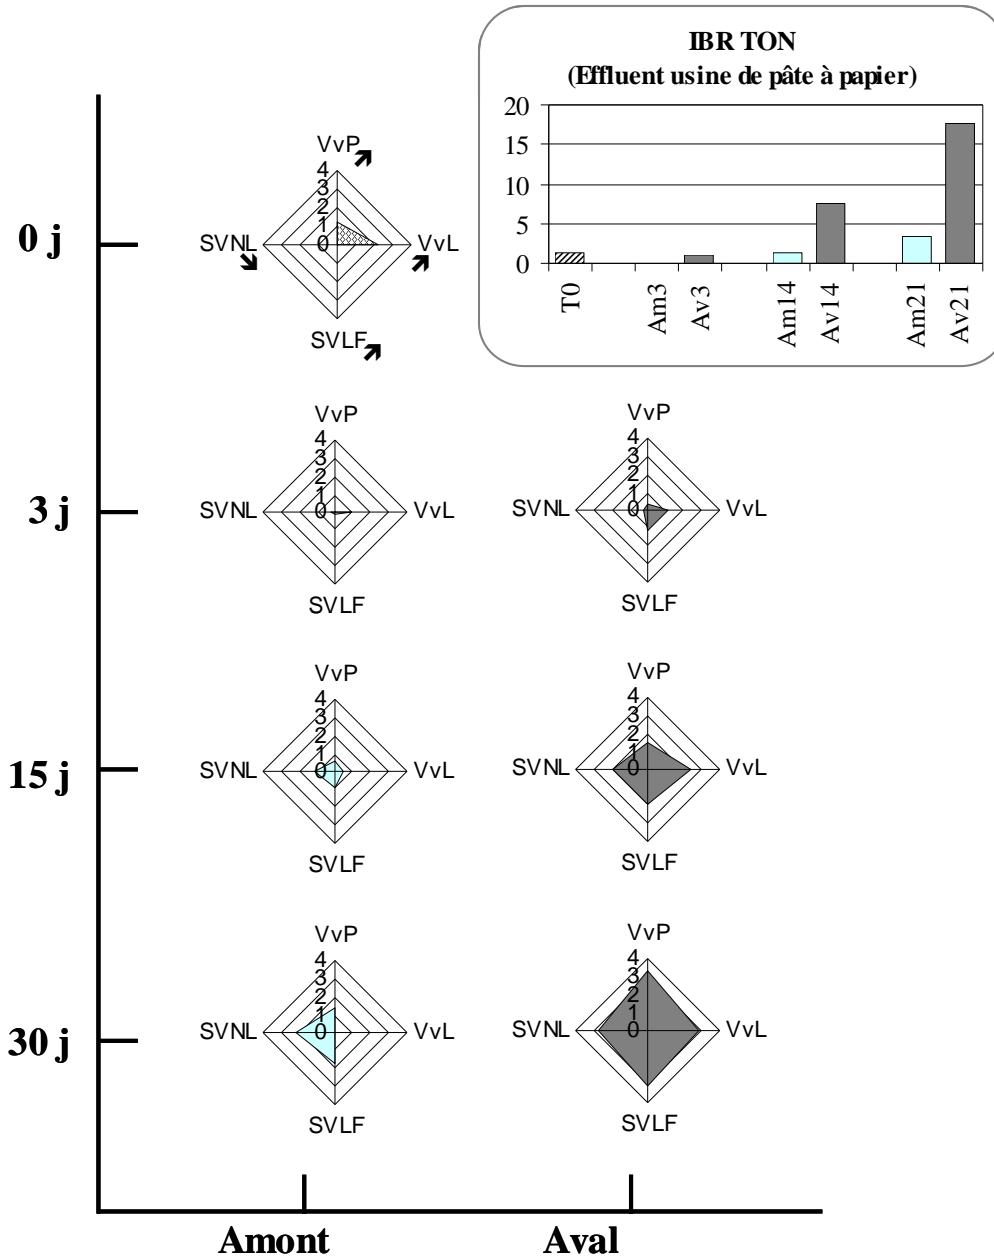 IBR TON
(Effluent usine de pâte à papier)
20
15
10
5
0
T0
Am3
Av3
Am14
Av14
Am21
Av21
0 j
VvP
4
3
2
1
0
SVNL
VvL
SVLF
3 j
VvP
4
3
2
1
0
SVNL
VvL
SVLF
VvP
4
3
2
1
0
SVNL
VvL
SVLF
15 j
VvP
4
3
2
1
0
SVNL
VvL
SVLF
VvP
4
3
2
1
0
SVNL
VvL
SVLF
30 j
VvP
4
3
2
1
0
SVNL
VvL
SVLF
VvP
4
3
2
1
0
SVNL
VvL
SVLF
Amont
Aval